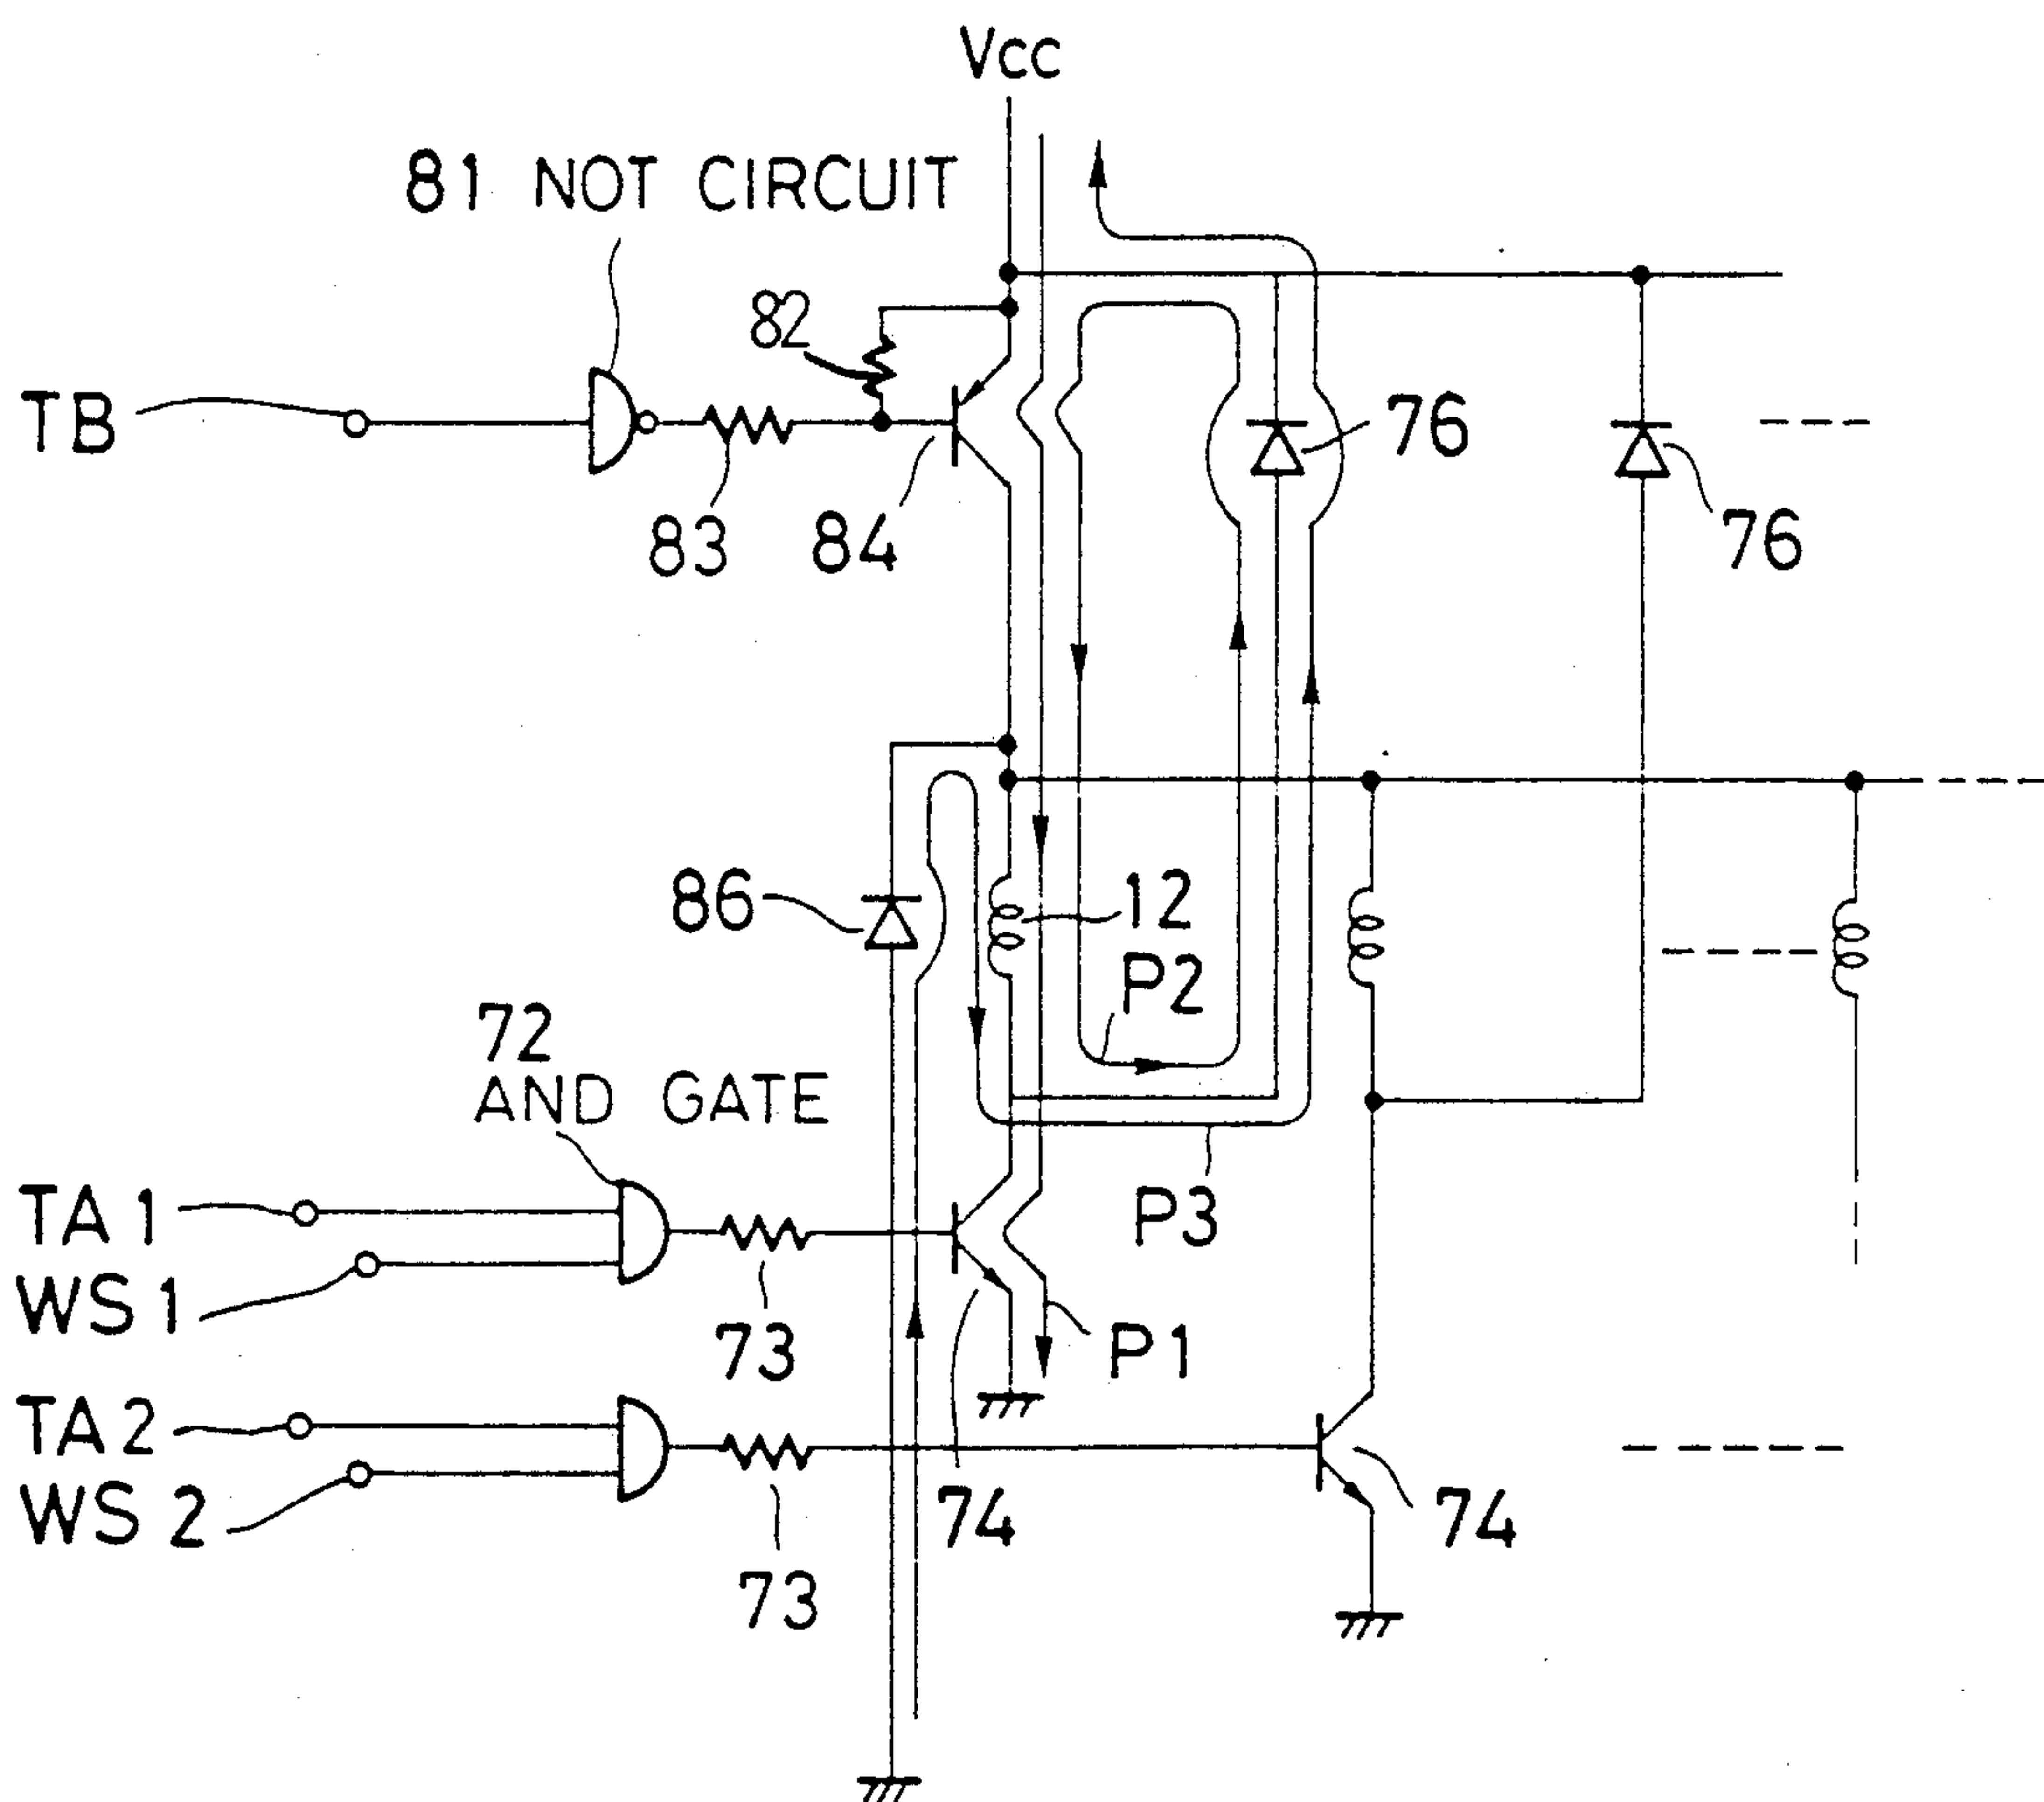 Vcc
81 NOT CIRCUIT
82
TB
76
83
84
76
86
12
P2
72
AND GATE
TA 1
P3
WS 1
73
P1
TA 2
WS 2
74
74
73